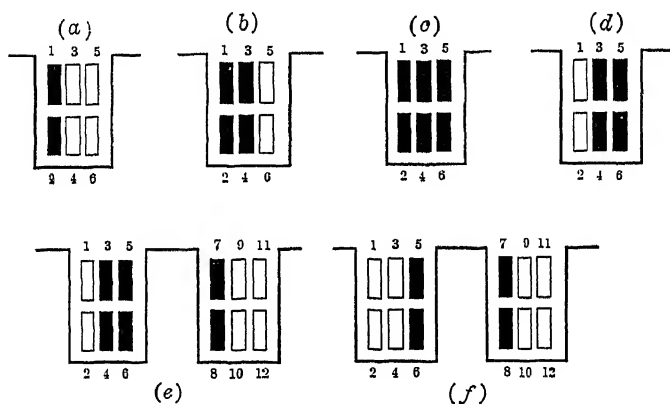 (a) (b) (c) (d)
1 3 5 1 3 5 1 3 5 1 3 5
2 4 6 2 4 6 2 4 6 2 4 6
1 3 5 7 9 11 1 3 5 7 9 11
2 4 6 8 10 12 2 4 6 8 10 12
(e) (f)